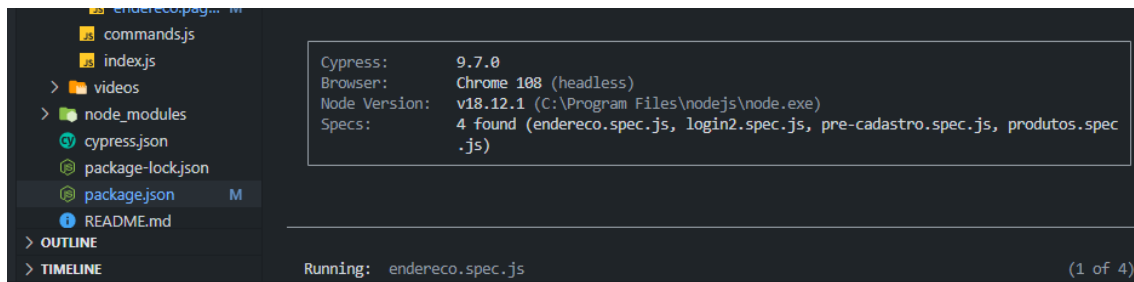 endereco.pag... M
commands.js
index.js
> videos
> node_modules
cypress.json
package-lock.json
package.json M
README.md
> OUTLINE
> TIMELINE
Cypress: 9.7.0
Browser: Chrome 108 (headless)
Node Version: v18.12.1 (C:\Program Files\nodejs\node.exe)
Specs: 4 found (endereco.spec.js, login2.spec.js, pre-cadastro.spec.js, produtos.spec
.js)
Running: endereco.spec.js (1 of 4)